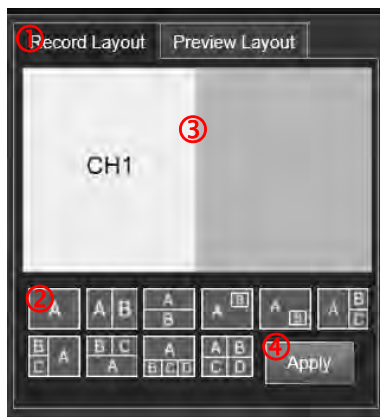 ① Record Layout Preview Layout
③
CH1
② A A B A B A B A B A B C
B C A B C A A B C D A B C D ④ Apply